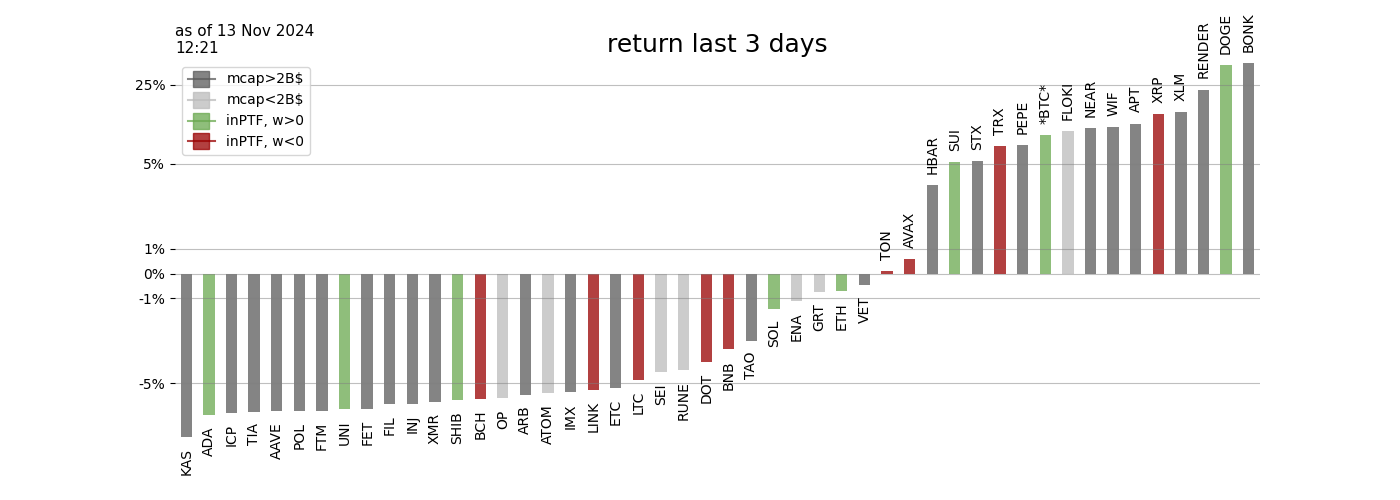 as of 13 Nov 2024
12:21
return last 3 days
mcap>2B$
mcap<2B$
inPTF, w>0
inPTF, w<0
25%
5%
1%
0%
-1%
-5%
KAS
ADA
ICP
TIA
AAVE
POL
FTM
UNI
FET
FIL
INJ
XMR
SHIB
BCH
OP
ARB
ATOM
IMX
LINK
ETC
LTC
SEI
RUNE
DOT
BNB
TAO
SOL
ENA
GRT
ETH
VET
TON
AVAX
HBAR
SUI
STX
TRX
PEPE
*BTC*
FLOKI
NEAR
WIF
APT
XRP
XLM
RENDER
DOGE
BONK